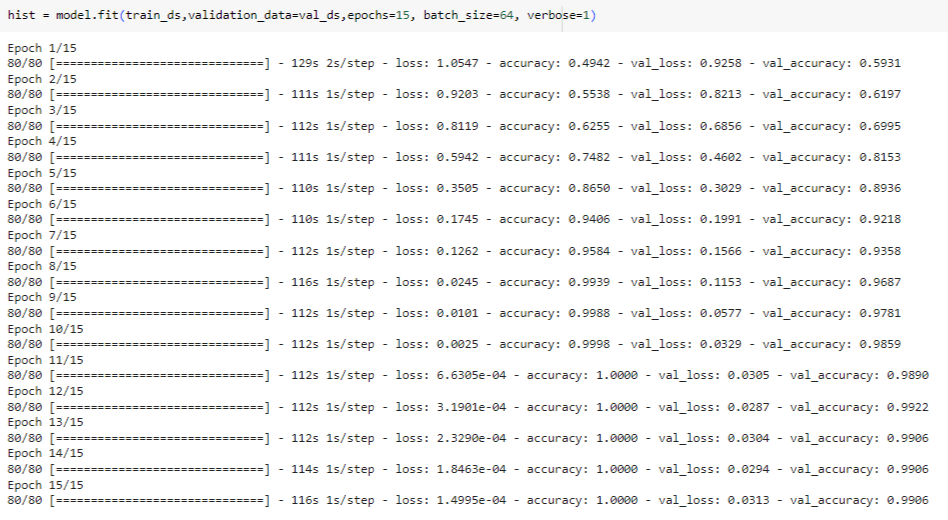 hist = model.fit(train_ds,validation_data=val_ds,epochs=15, batch_size=64, verbose=1)
Epoch 1/15
80/80 [==============================] - 129s 2s/step - loss: 1.0547 - accuracy: 0.4942 - val_loss: 0.9258 - val_accuracy: 0.5931
Epoch 2/15
80/80 [==============================] - 111s 1s/step - loss: 0.9203 - accuracy: 0.5538 - val_loss: 0.8213 - val_accuracy: 0.6197
Epoch 3/15
80/80 [==============================] - 112s 1s/step - loss: 0.8119 - accuracy: 0.6255 - val_loss: 0.6856 - val_accuracy: 0.6995
Epoch 4/15
80/80 [==============================] - 111s 1s/step - loss: 0.5942 - accuracy: 0.7482 - val_loss: 0.4602 - val_accuracy: 0.8153
Epoch 5/15
80/80 [==============================] - 110s 1s/step - loss: 0.3505 - accuracy: 0.8650 - val_loss: 0.3029 - val_accuracy: 0.8936
Epoch 6/15
80/80 [==============================] - 110s 1s/step - loss: 0.1745 - accuracy: 0.9406 - val_loss: 0.1991 - val_accuracy: 0.9218
Epoch 7/15
80/80 [==============================] - 112s 1s/step - loss: 0.1262 - accuracy: 0.9584 - val_loss: 0.1566 - val_accuracy: 0.9358
Epoch 8/15
80/80 [==============================] - 116s 1s/step - loss: 0.0245 - accuracy: 0.9939 - val_loss: 0.1153 - val_accuracy: 0.9687
Epoch 9/15
80/80 [==============================] - 112s 1s/step - loss: 0.0101 - accuracy: 0.9988 - val_loss: 0.0577 - val_accuracy: 0.9781
Epoch 10/15
80/80 [==============================] - 112s 1s/step - loss: 0.0025 - accuracy: 0.9998 - val_loss: 0.0329 - val_accuracy: 0.9859
Epoch 11/15
80/80 [==============================] - 112s 1s/step - loss: 6.6305e-04 - accuracy: 1.0000 - val_loss: 0.0305 - val_accuracy: 0.9890
Epoch 12/15
80/80 [==============================] - 112s 1s/step - loss: 3.1901e-04 - accuracy: 1.0000 - val_loss: 0.0287 - val_accuracy: 0.9922
Epoch 13/15
80/80 [==============================] - 112s 1s/step - loss: 2.3290e-04 - accuracy: 1.0000 - val_loss: 0.0304 - val_accuracy: 0.9906
Epoch 14/15
80/80 [==============================] - 114s 1s/step - loss: 1.8463e-04 - accuracy: 1.0000 - val_loss: 0.0294 - val_accuracy: 0.9906
Epoch 15/15
80/80 [==============================] - 116s 1s/step - loss: 1.4995e-04 - accuracy: 1.0000 - val_loss: 0.0313 - val_accuracy: 0.9906